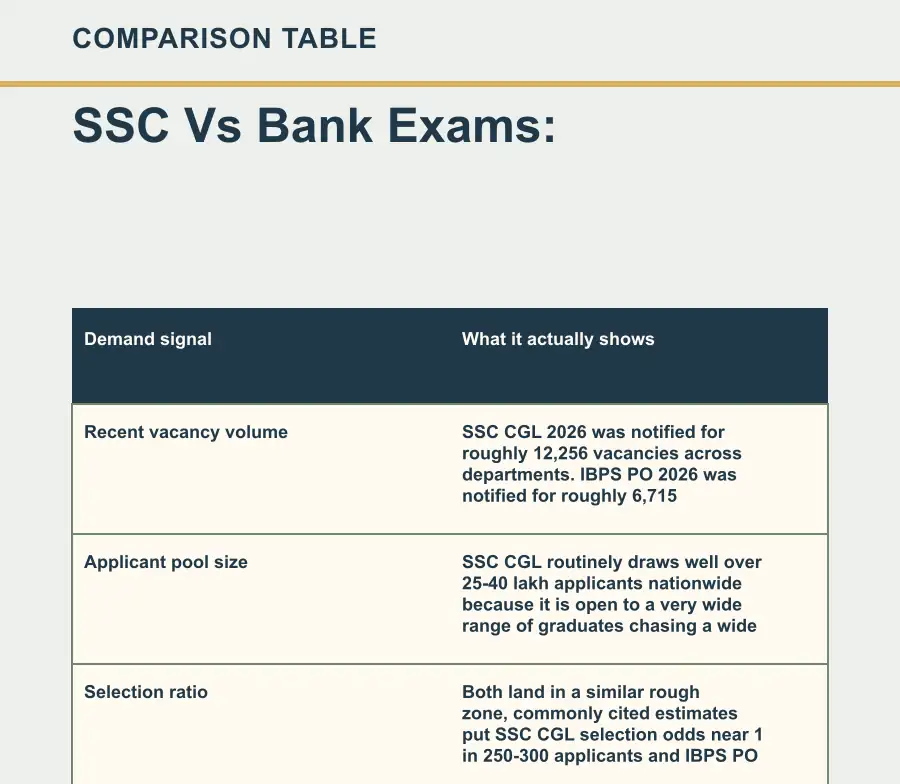 COMPARISON TABLE
SSC Vs Bank Exams:
Demand signal
What it actually shows
Recent vacancy volume
SSC CGL 2026 was notified for
roughly 12,256 vacancies across
departments. IBPS PO 2026 was
notified for roughly 6,715
Applicant pool size
SSC CGL routinely draws well over
25-40 lakh applicants nationwide
because it is open to a very wide
range of graduates chasing a wide
Selection ratio
Both land in a similar rough
zone, commonly cited estimates
put SSC CGL selection odds near 1
in 250-300 applicants and IBPS PO